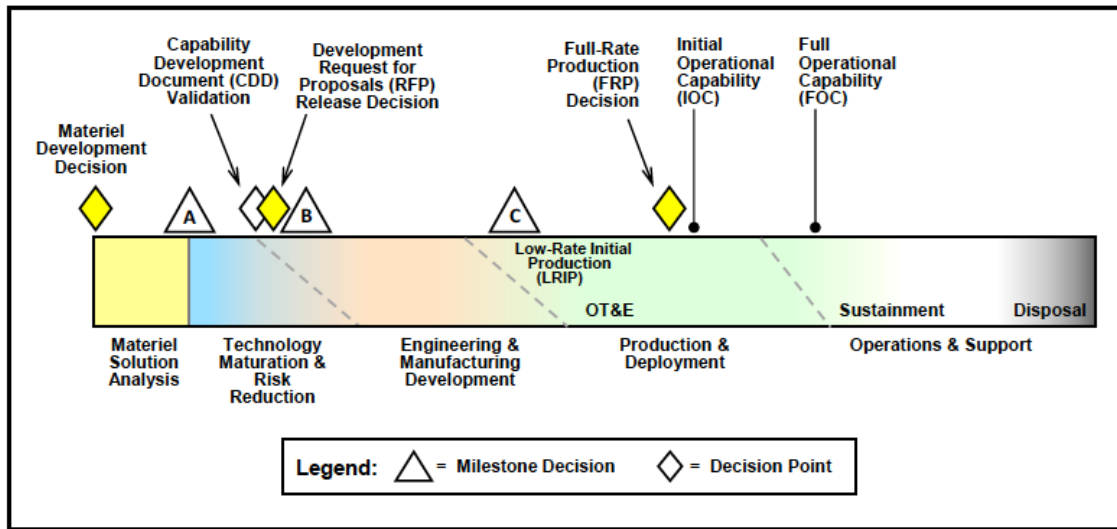 Materiel
Development
Decision
Capability
Development
Document (CDD)
Validation
Development
Request for
Proposals (RFP)
Release Decision
Full-Rate
Production
(FRP)
Decision
Initial
Operational
Capability
(IOC)
Full
Operational
Capability
(FOC)
A
B
C
Low-Rate Initial
Production
(LRIP)
OT&E
Sustainment
Disposal
Materiel
Solution
Analysis
Technology
Maturation &
Risk
Reduction
Engineering &
Manufacturing
Development
Production &
Deployment
Operations & Support
Legend: = Milestone Decision = Decision Point